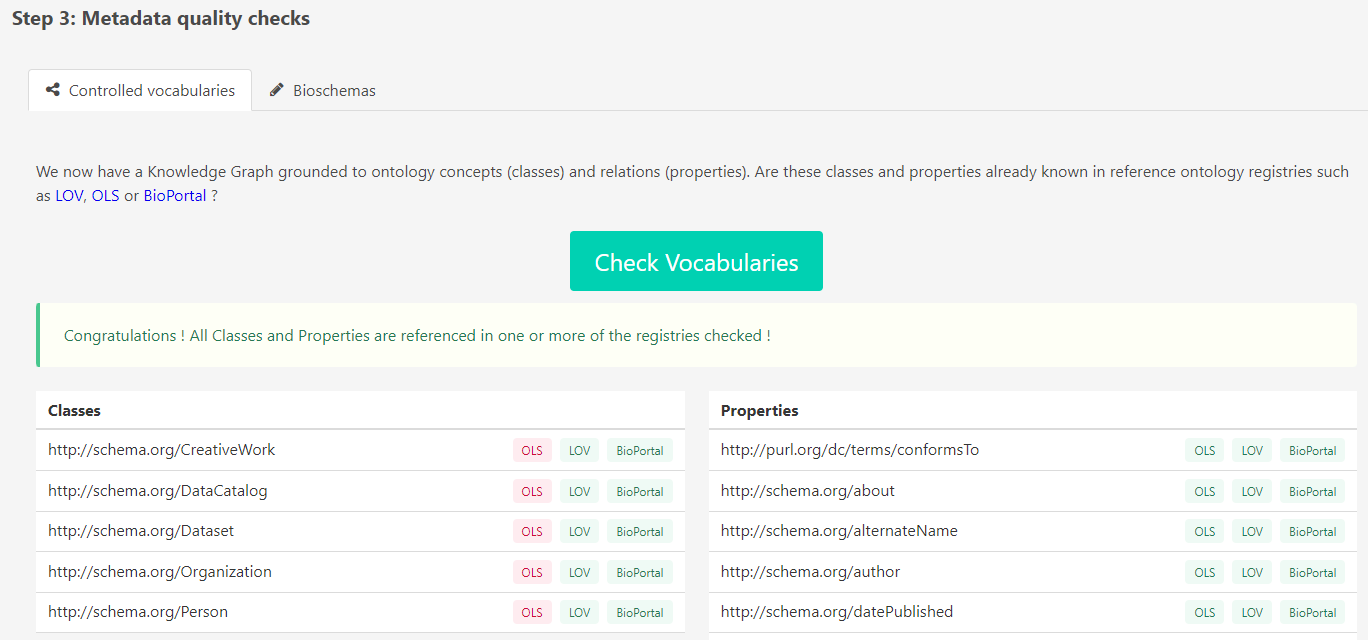 Step 3: Metadata quality checks
Controlled vocabularies
Bioschemas
We now have a Knowledge Graph grounded to ontology concepts (classes) and relations (properties). Are these classes and properties already known in reference ontology registries such
as LOV, OLS or BioPortal ?
Check Vocabularies
Congratulations ! All Classes and Properties are referenced in one or more of the registries checked !
Classes
http://schema.org/CreativeWork OLS LOV BioPortal
http://schema.org/DataCatalog OLS LOV BioPortal
http://schema.org/Dataset OLS LOV BioPortal
http://schema.org/Organization OLS LOV BioPortal
http://schema.org/Person OLS LOV BioPortal
Properties
http://purl.org/dc/terms/conformsTo OLS LOV BioPortal
http://schema.org/about OLS LOV BioPortal
http://schema.org/alternateName OLS LOV BioPortal
http://schema.org/author OLS LOV BioPortal
http://schema.org/datePublished OLS LOV BioPortal